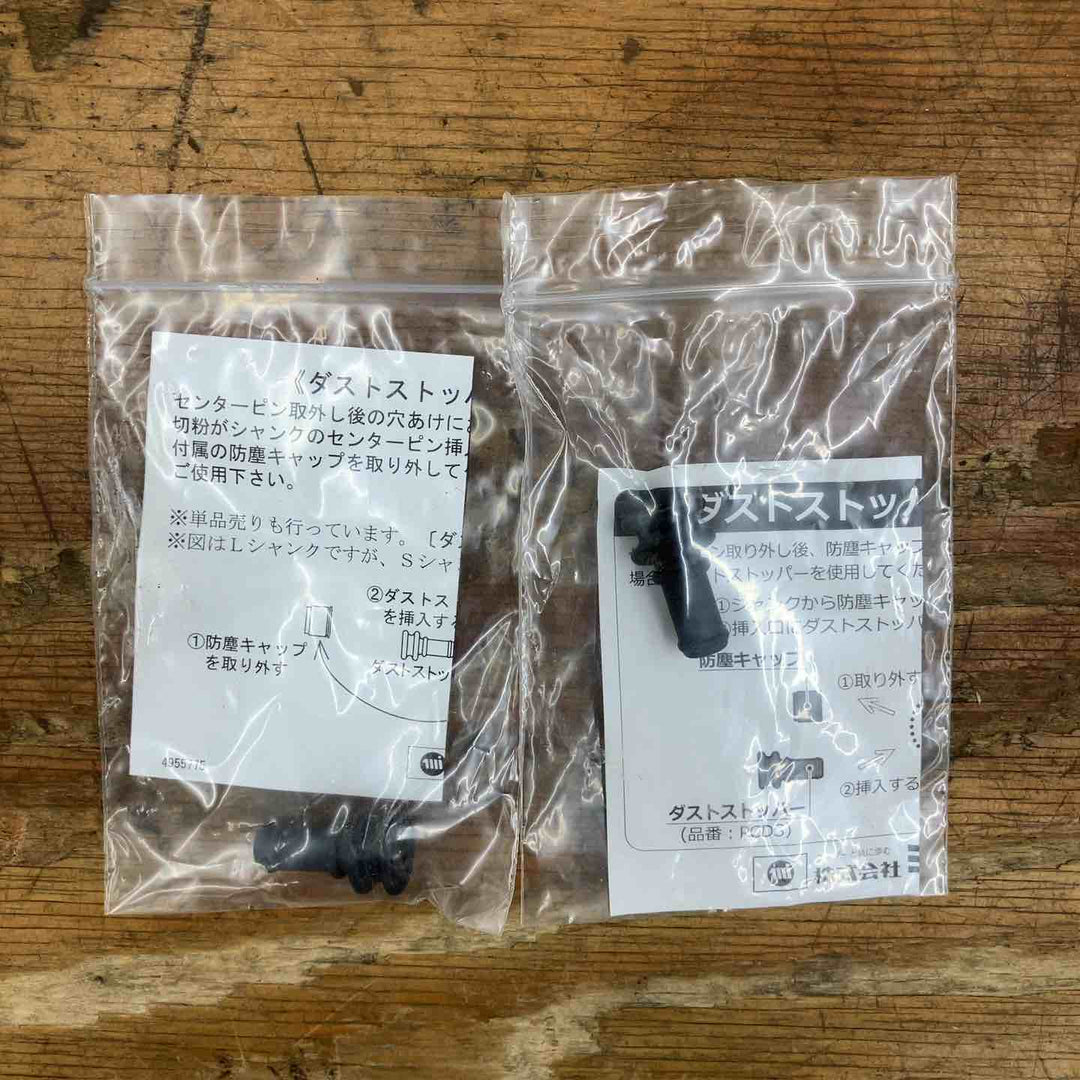 《ダストストッパ
センターピン取外し後の穴あけにお
切粉がシャンクのセンターピン挿入
付属の防塵キャップを取り外して
ご使用下さい。
※単品売りも行っています。〔ダ
※図はLシャンクですが、Sシャ
②ダストス
を挿入する
①防塵キャップ
を取り外す
ダストストッ
4955775
ダストストッパ
ン取り外し後、防塵キャップ
場合
トストッパーを使用してくだ
①シャンクから防塵キャッ
挿入口にダストストッパ
防塵キャップ
①取り外す
②挿入する
ダストストッパー
(品番：PCDS)
株式会社